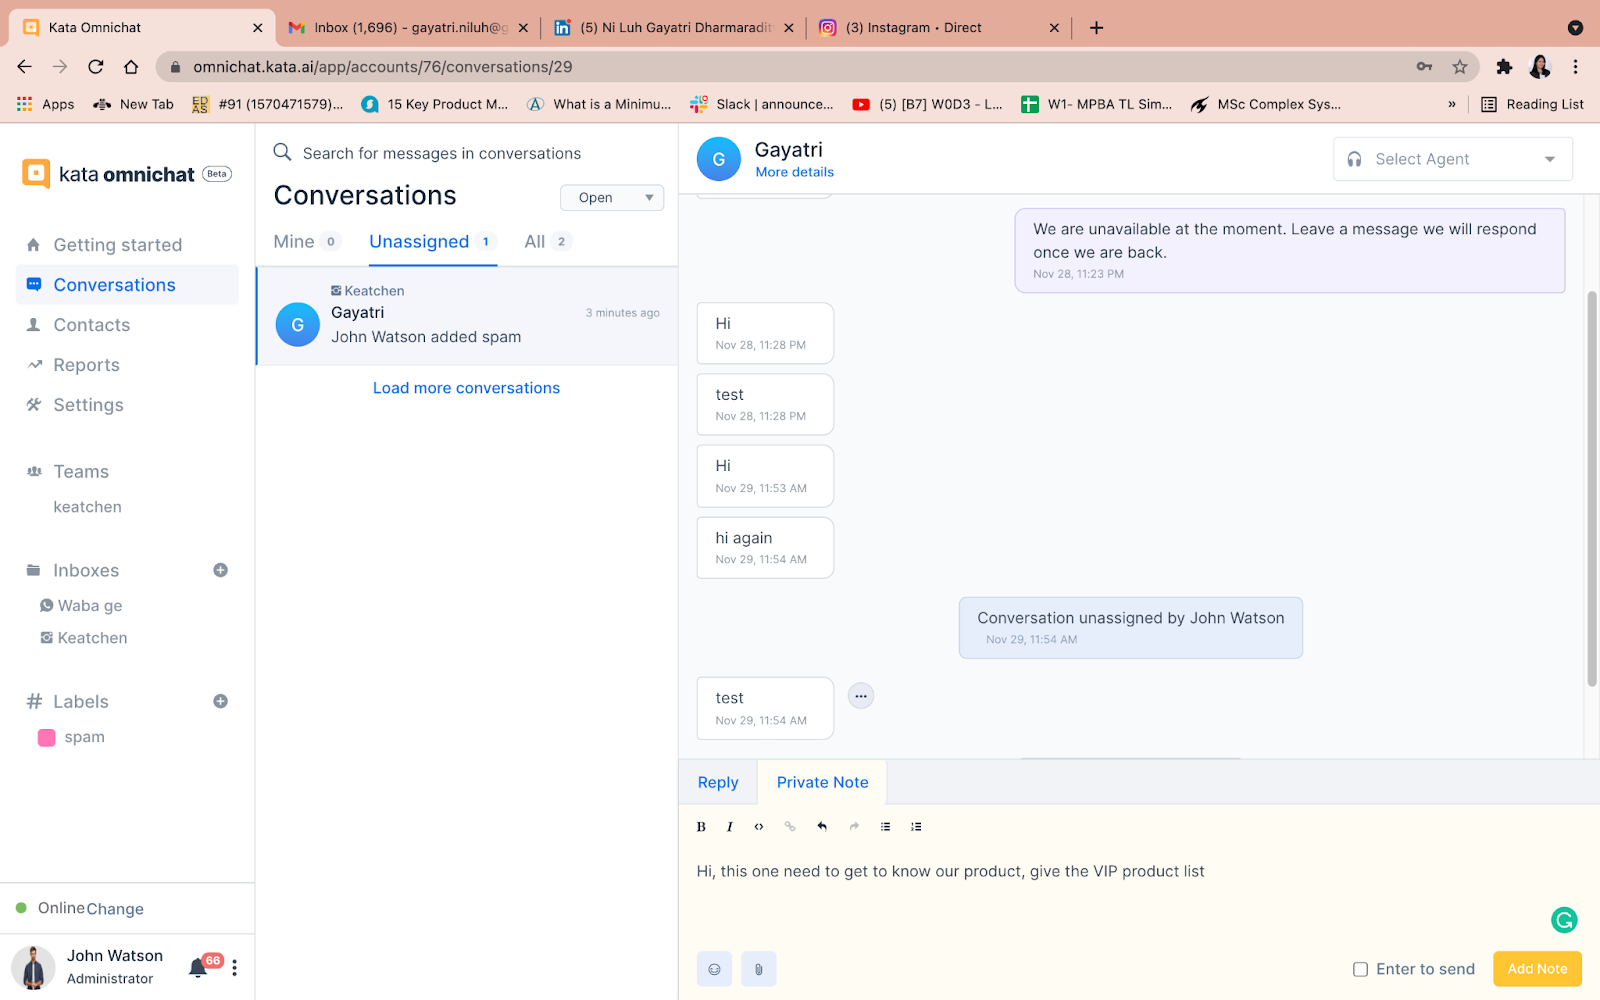 Kata Omnichat
Inbox (1,696) - gayatri.niluh@g
(5) Ni Luh Gayatri Dharmaradit
(3) Instagram • Direct
omnichat.kata.ai/app/accounts/76/conversations/29
Apps
New Tab
#91 (1570471579)...
15 Key Product M...
What is a Minimu...
Slack | announce...
(5) [B7] W0D3 - L...
W1- MPBA TL Sim...
MSc Complex Sys...
»
Reading List
kata omnichat Beta
Getting started
Conversations
Contacts
Reports
Settings
Teams
keatchen
Inboxes
Waba ge
Keatchen
Labels
spam
Online Change
John Watson
Administrator
66
Search for messages in conversations
Conversations
Open
Mine 0
Unassigned 1
All 2
Keatchen
G
Gayatri
3 minutes ago
John Watson added spam
Load more conversations
G
Gayatri
More details
Select Agent
We are unavailable at the moment. Leave a message we will respond
once we are back.
Nov 28, 11:23 PM
Hi
Nov 28, 11:28 PM
test
Nov 28, 11:28 PM
Hi
Nov 29, 11:53 AM
hi again
Nov 29, 11:54 AM
Conversation unassigned by John Watson
Nov 29, 11:54 AM
test
Nov 29, 11:54 AM
Reply
Private Note
B I
Hi, this one need to get to know our product, give the VIP product list
Enter to send
Add Note